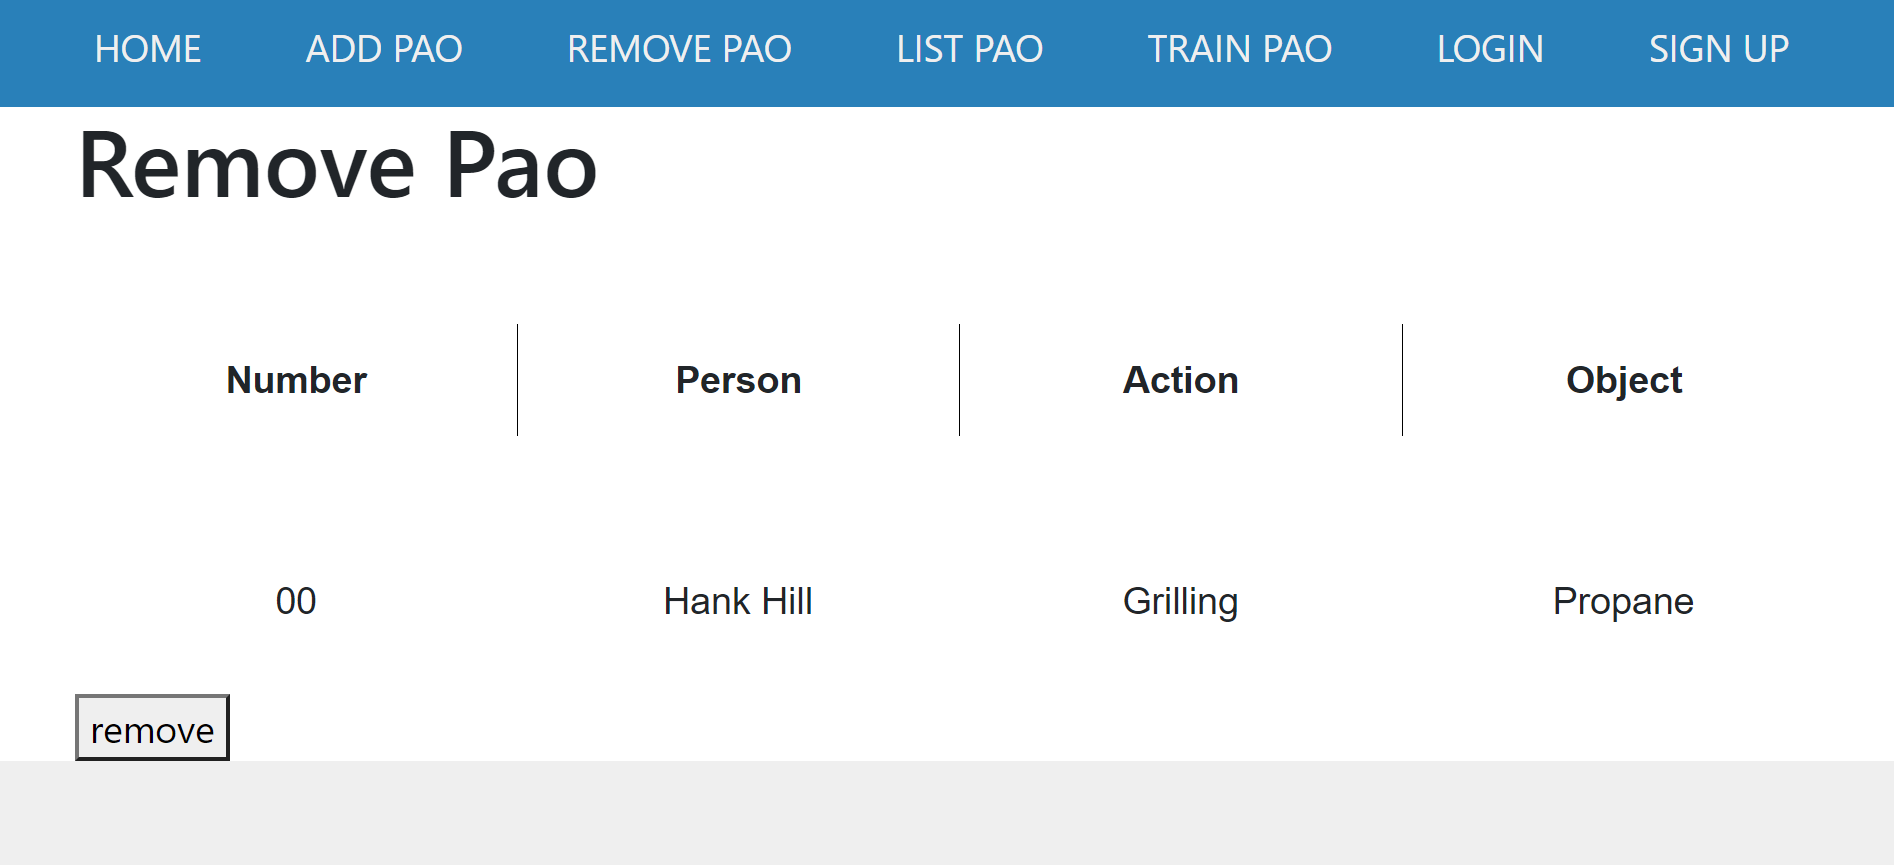 HOME ADD PAO REMOVE PAO LIST PAO TRAIN PAO LOGIN SIGN UP
Remove Pao
Number Person Action Object
00 Hank Hill Grilling Propane
remove